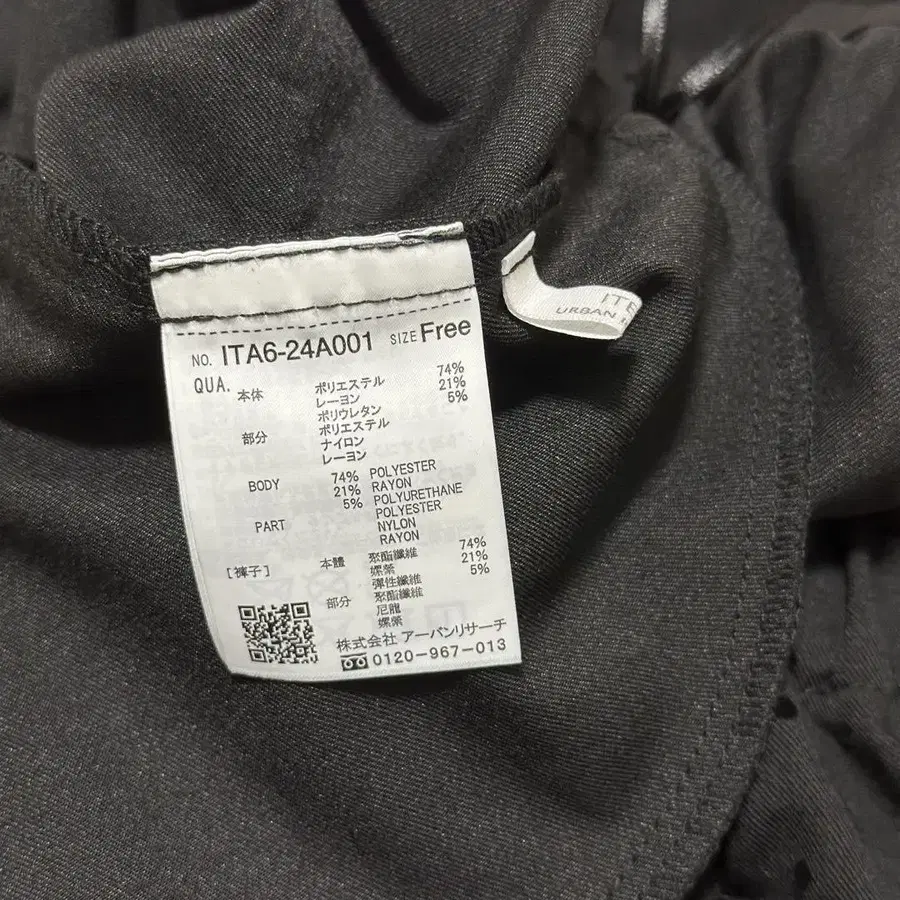 NO. ITA6-24A001 SIZE Free
QUA.
本体 ポリエステル 74%
レーヨン 21%
ポリウレタン 5%
部分 ポリエステル
ナイロン
レーヨン
BODY 74% POLYESTER
21% RAYON
5% POLYURETHANE
PART POLYESTER
NYLON
RAYON
[褲子] 本體 聚酯纖維 74%
嫘縈 21%
彈性纖維 5%
部分 聚酯纖維
尼龍
嫘縈
株式会社 アーバンリサーチ
0120-967-013
ITE
URBAN